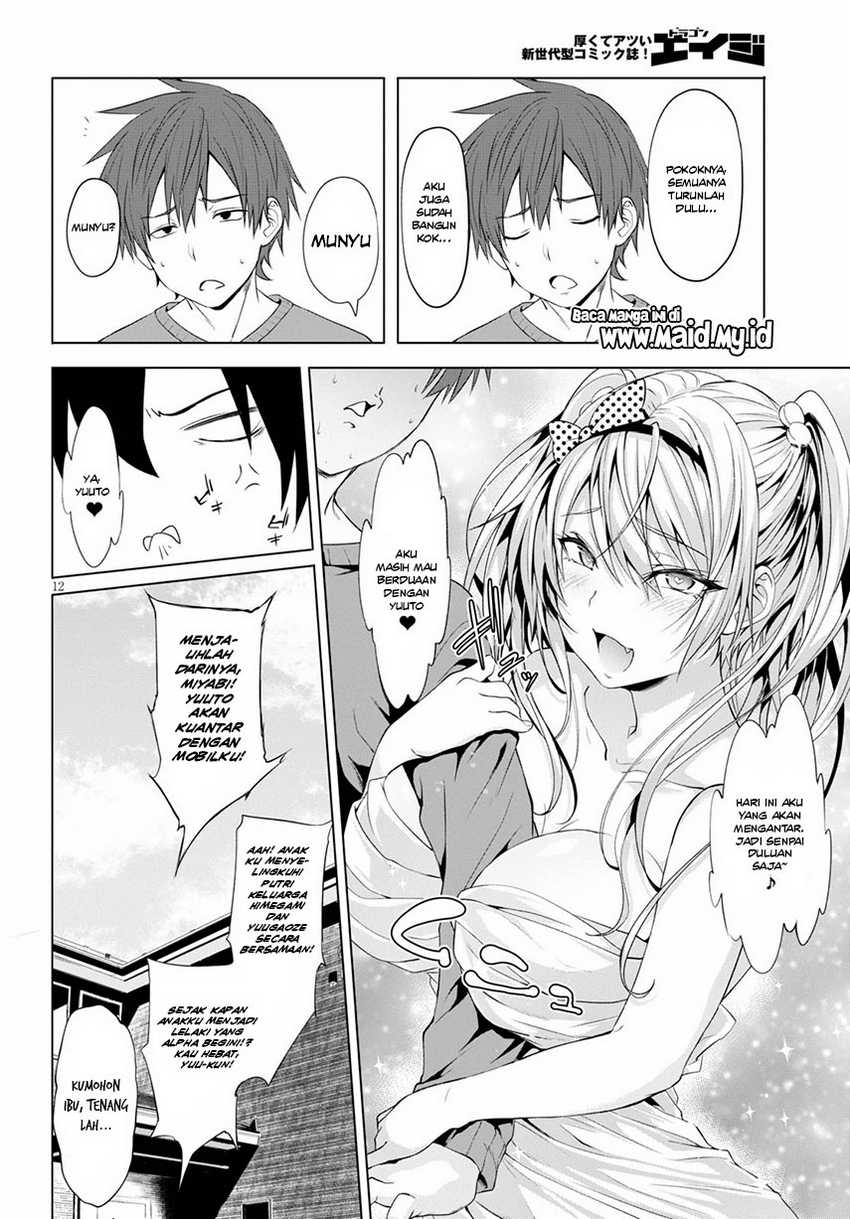 厚くてアツい
新世代型コミック誌!
ドラゴン
エイジ
POKOKNYA,
SEMUANYA
TURUNLAH
DULU...
AKU
JUGA
SUDAH
BANGUN
KOK...
MUNYU
MUNYU?
Baca Manga ini di
www.Maid.My.id
AKU
MASIH MAU
BERDUAAN
DENGAN
YUUTO
♥
HARI INI AKU
YANG AKAN
MENGANTAR.
JADI SENPAI
DULUAN
SAJA~
♪
YA,
YUUTO
♥
12
MENJA-
UHLAH
DARINYA,
MIYABI!
YUUTO
AKAN
KUANTAR
DENGAN
MOBILKU!
AAH! ANAK
KU MENYE-
LINGKUHI
PUTRI
KELUARGA
HIMEGAMI
DAN
YUUGAOZE
SECARA
BERSAMAAN!
SEJAK KAPAN
ANAKKU MENJADI
LELAKI YANG
ALPHA BEGINI!?
KAU HEBAT,
YUU-KUN!
KUMOHON
IBU, TENANG
LAH...